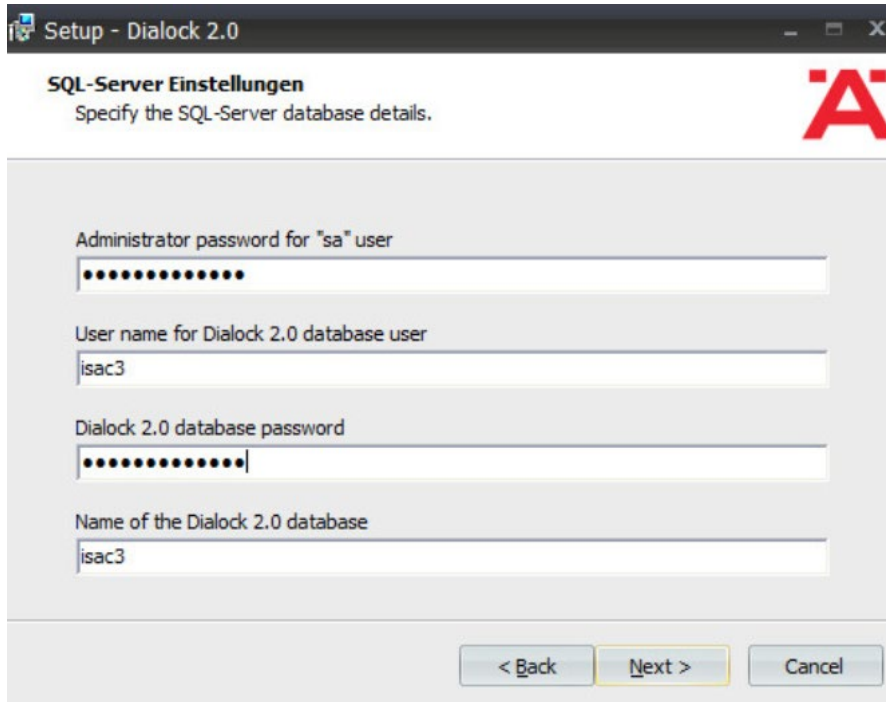 Setup - Dialock 2.0
SQL-Server Einstellungen
Specify the SQL-Server database details.
Administrator password for "sa" user
•••••••••••••
User name for Dialock 2.0 database user
isac3
Dialock 2.0 database password
•••••••••••••
Name of the Dialock 2.0 database
isac3
< Back
Next >
Cancel